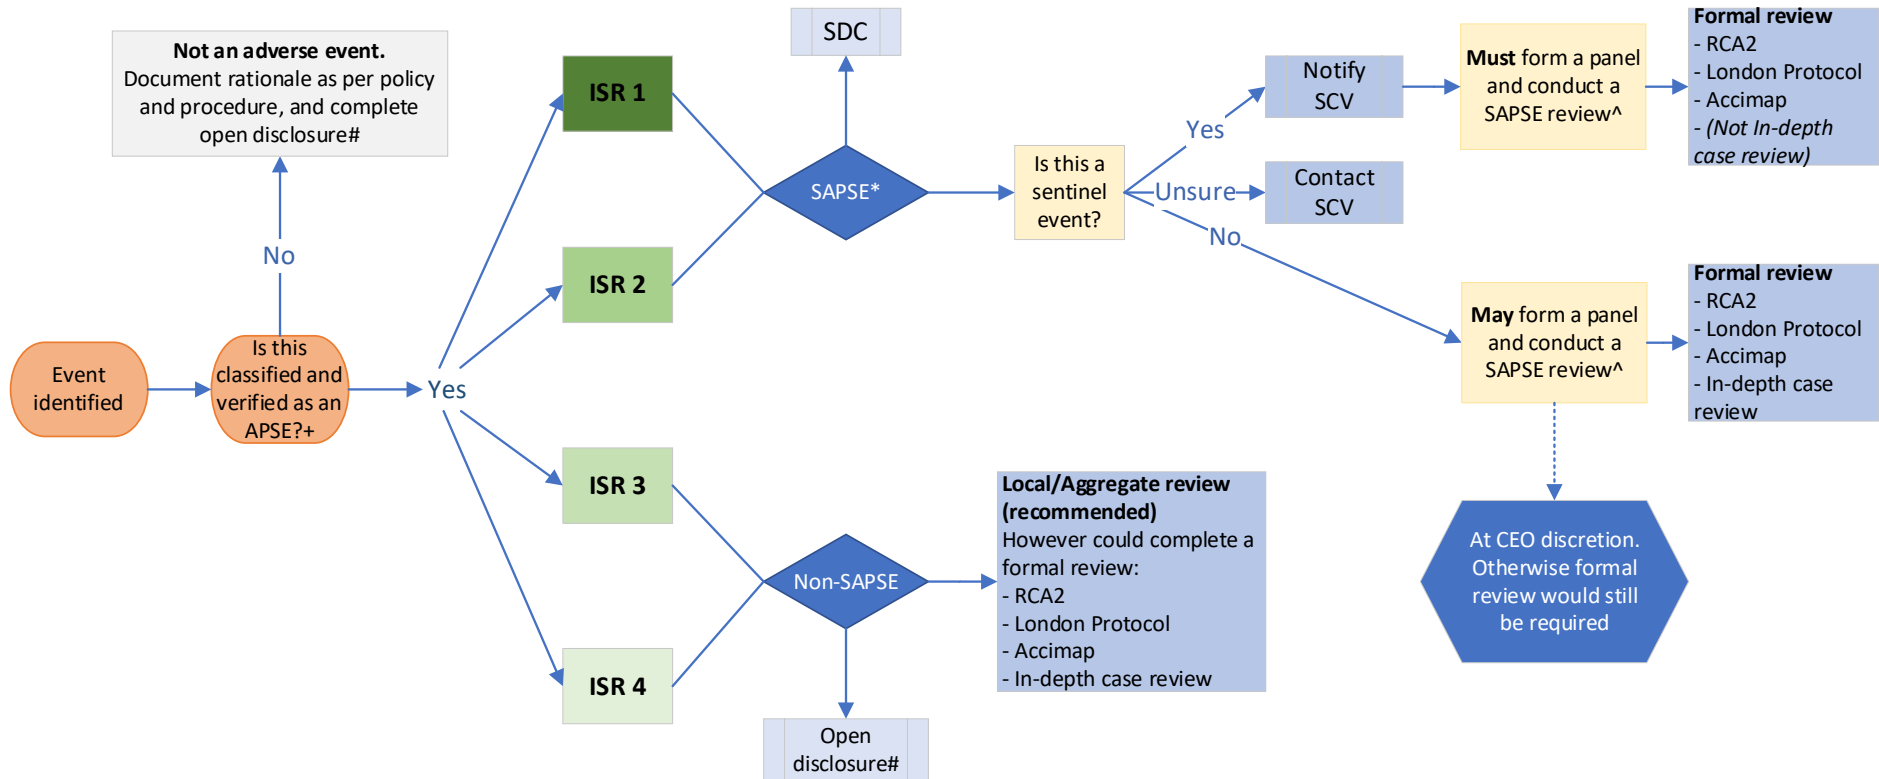 Not an adverse event.
Document rationale as per policy
and procedure, and complete
open disclosure#
No
Event
identified
Is this
classified and
verified as an
APSE?+
Yes
ISR 1
ISR 2
ISR 3
ISR 4
SDC
SAPSE*
Non-SAPSE
Open
disclosure#
Is this a
sentinel
event?
Yes
Unsure
No
Notify
SCV
Contact
SCV
Must form a panel
and conduct a
SAPSE review^
Formal review
- RCA2
- London Protocol
- Accimap
- (Not In-depth
case review)
May form a panel
and conduct a
SAPSE review^
Formal review
- RCA2
- London Protocol
- Accimap
- In-depth case
review
At CEO discretion.
Otherwise formal
review would still
be required
Local/Aggregate review
(recommended)
However could complete a
formal review:
- RCA2
- London Protocol
- Accimap
- In-depth case review